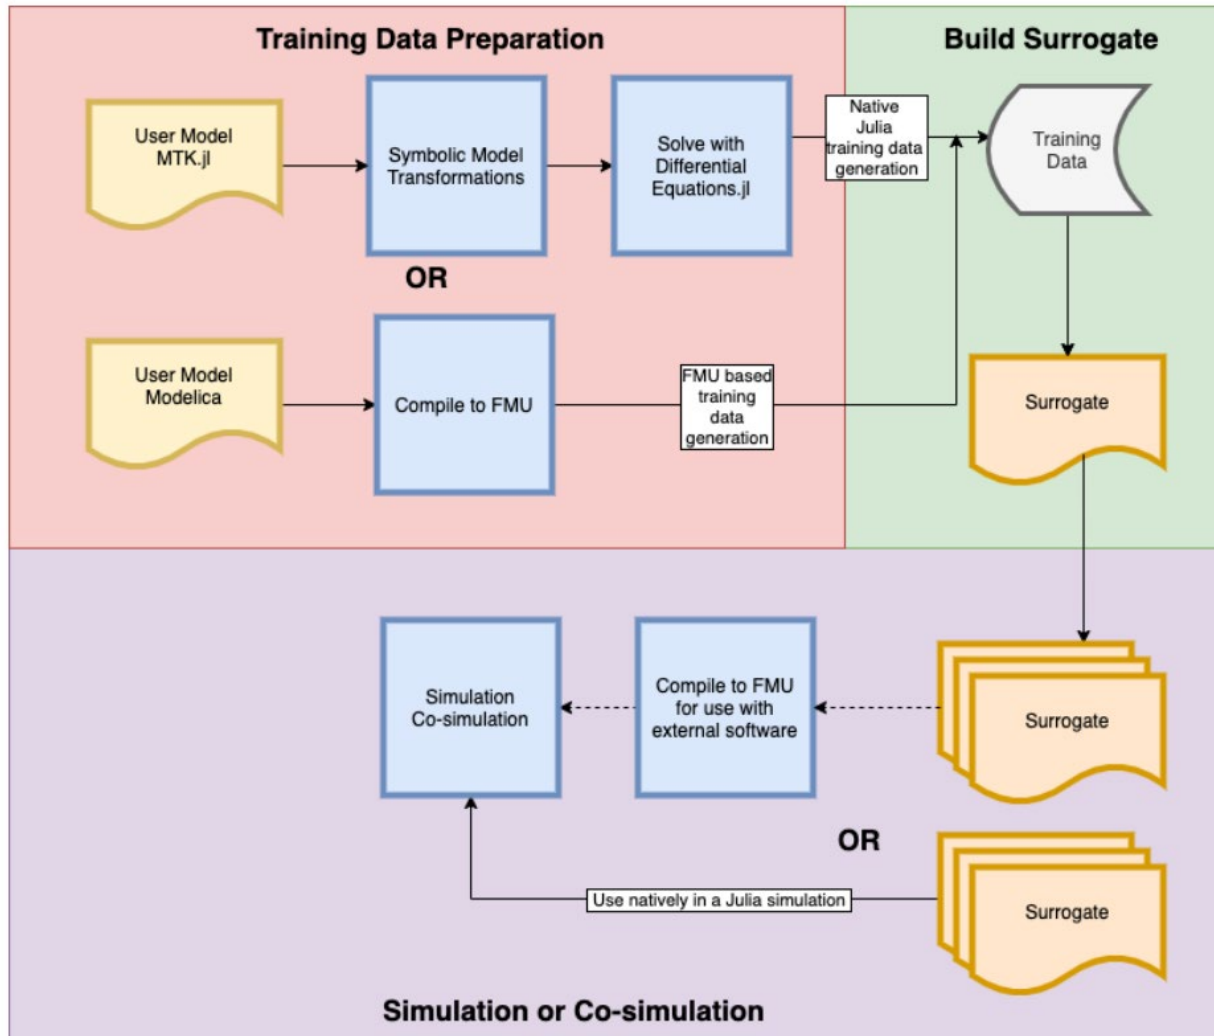 Training Data Preparation
Build Surrogate
User Model
MTK.jl
Symbolic Model
Transformations
Solve with
Differential
Equations.jl
Native
Julia
training data
generation
Training
Data
OR
User Model
Modelica
Compile to FMU
FMU based
training
data
generation
Surrogate
Simulation
Co-simulation
Compile to FMU
for use with
external software
Surrogate
OR
Use natively in a Julia simulation
Surrogate
Simulation or Co-simulation